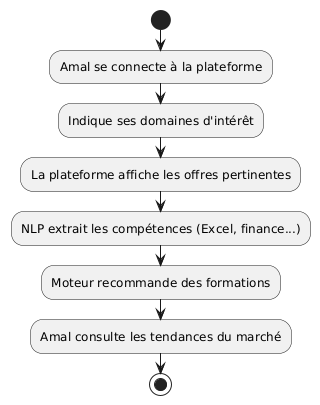 Amal se connecte à la plateforme
Indique ses domaines d'intérêt
La plateforme affiche les offres pertinentes
NLP extrait les compétences (Excel, finance...)
Moteur recommande des formations
Amal consulte les tendances du marché